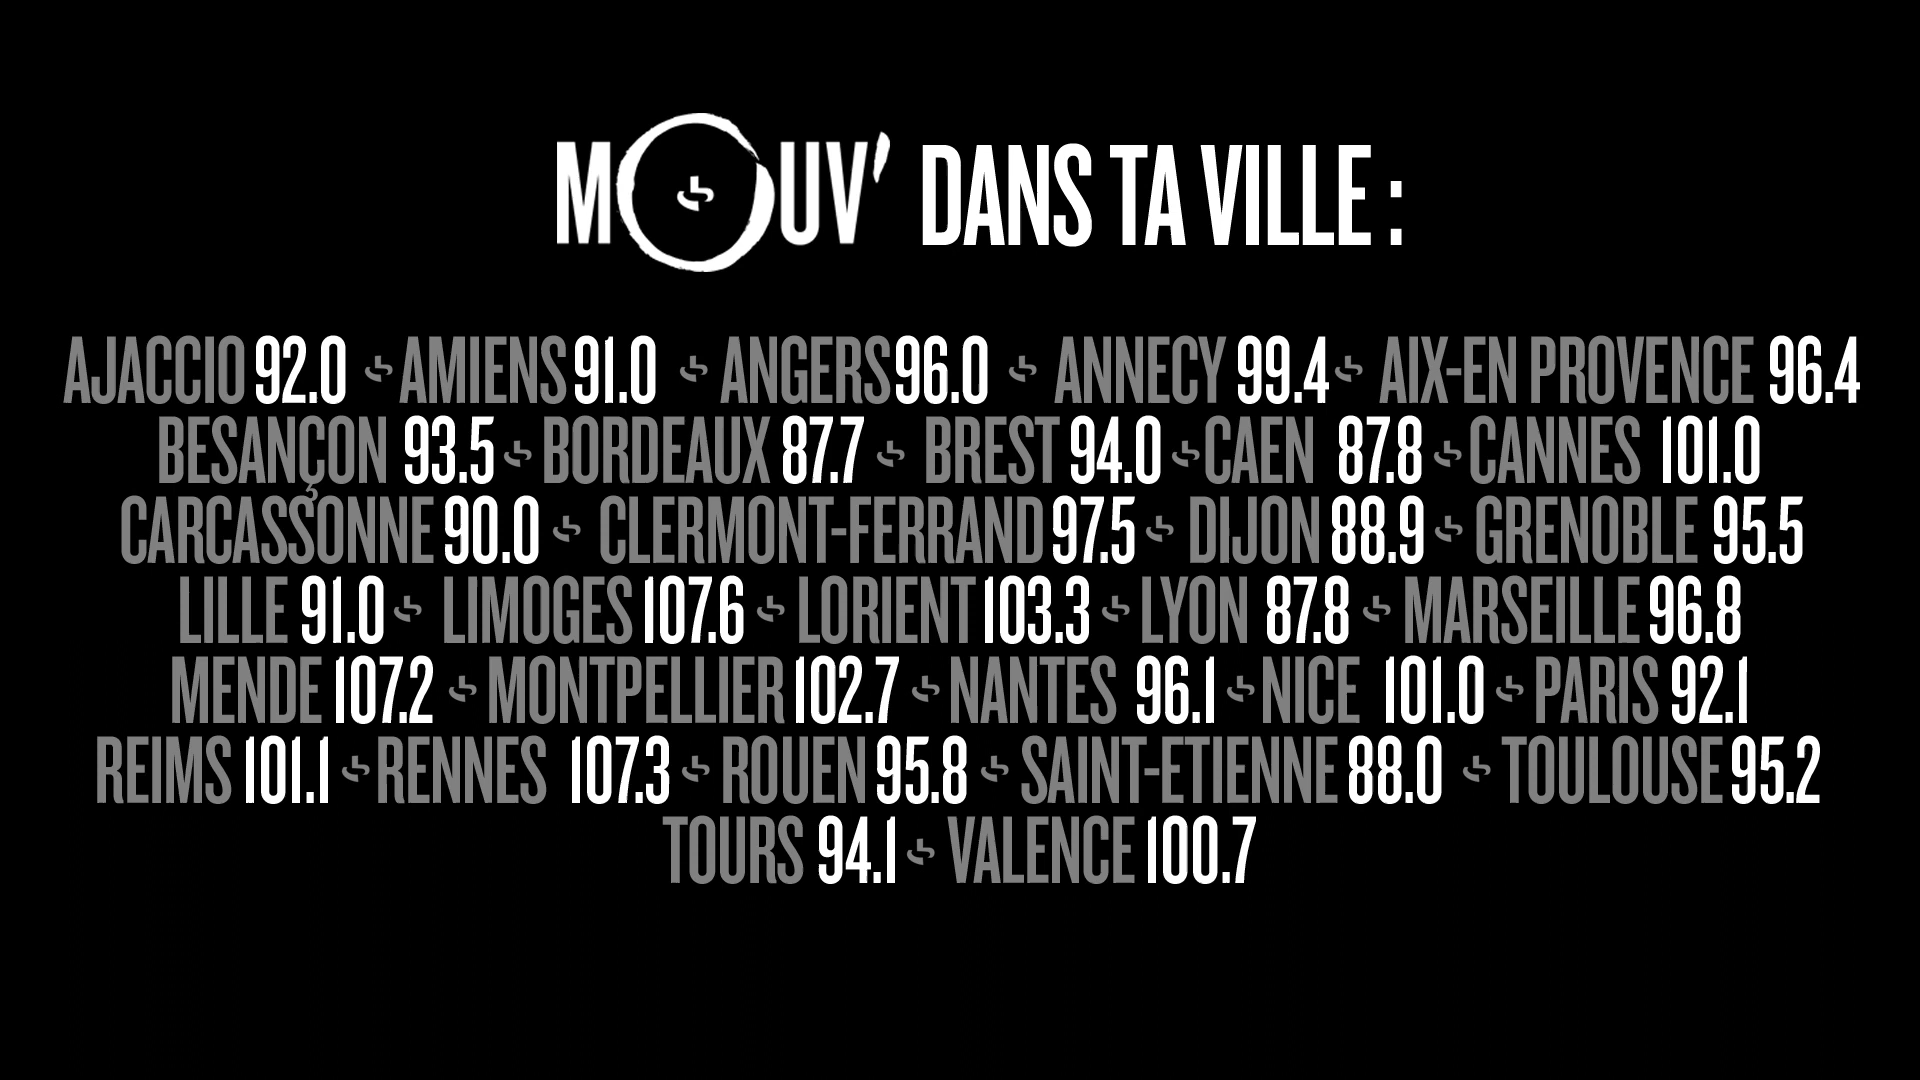 MOUV' DANS TA VILLE :
AJACCIO 92.0 AMIENS 91.0 ANGERS 96.0 ANNECY 99.4 AIX-EN PROVENCE 96.4
BESANÇON 93.5 BORDEAUX 87.7 BREST 94.0 CAEN 87.8 CANNES 101.0
CARCASSONNE 90.0 CLERMONT-FERRAND 97.5 DIJON 88.9 GRENOBLE 95.5
LILLE 91.0 LIMOGES 107.6 LORIENT 103.3 LYON 87.8 MARSEILLE 96.8
MENDE 107.2 MONTPELLIER 102.7 NANTES 96.1 NICE 101.0 PARIS 92.1
REIMS 101.1 RENNES 107.3 ROUEN 95.8 SAINT-ETIENNE 88.0 TOULOUSE 95.2
TOURS 94.1 VALENCE 100.7